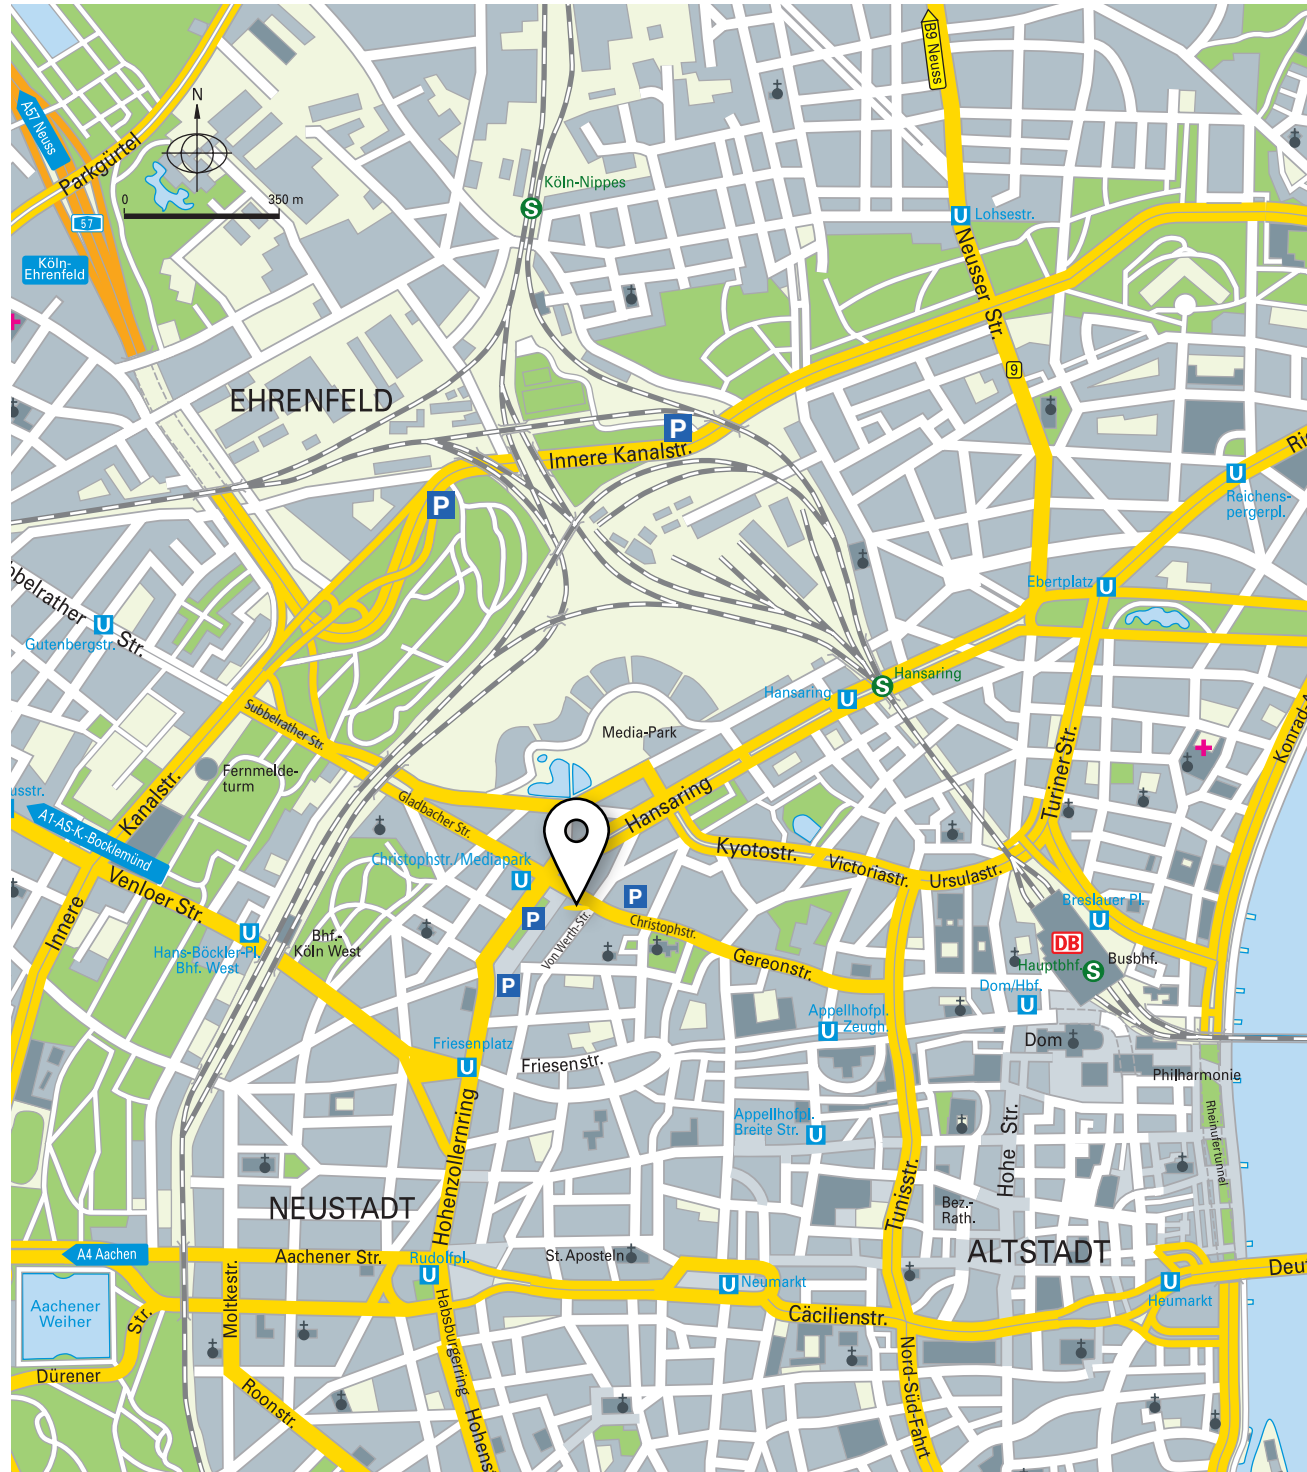 B9 Neuss
A57 Neuss
Parkgürtel
N
0
350 m
57
Köln-
Ehrenfeld
S
Köln-Nippes
U
Lohsestr.
Neusser Str.
9
EHRENFELD
P
Innere Kanalstr.
P
U
Reichens-
pergerpl.
Ebertplatz
U
U
Gutenbergstr.
Str.
Subbelrather Str.
Hansaring
S
Hansaring
U
Media-Park
Fernmelde-
turm
Turiner Str.
Gladbacher Str.
Hansaring
A1-AS-K.-Bocklemünd
Innere
Kanalstr.
Venloer Str.
Christophstr./Mediapark
U
Kyotostr.
Victoriastr.
Ursulastr.
P
P
P
Von Werth-Str.
Christophstr.
Gereonstr.
Breslauer Pl.
U
U
Hans-Böckler-Pl.
Bhf. West
Bhf.-
Köln West
DB
Hauptbhf.
S
Busbhf.
Dom/Hbf.
U
Appellhofpl.
Zeugh.
U
Dom
Philharmonie
Friesenplatz
U
Friesenstr.
Rheinufertunnel
Appellhofpl.
Breite Str.
U
Hohe Str.
Hohenzollernring
Tunisstr.
NEUSTADT
Bez.-
Rath.
ALTSTADT
A4 Aachen
Aachener Str.
Rudolfpl.
U
St. Aposteln
U
Neumarkt
U
Heumarkt
Aachener
Weiher
Str.
Dürener
Moltkestr.
Roonstr.
Habsburgerring
Cäcilienstr.
Nord-Süd-Fahrt